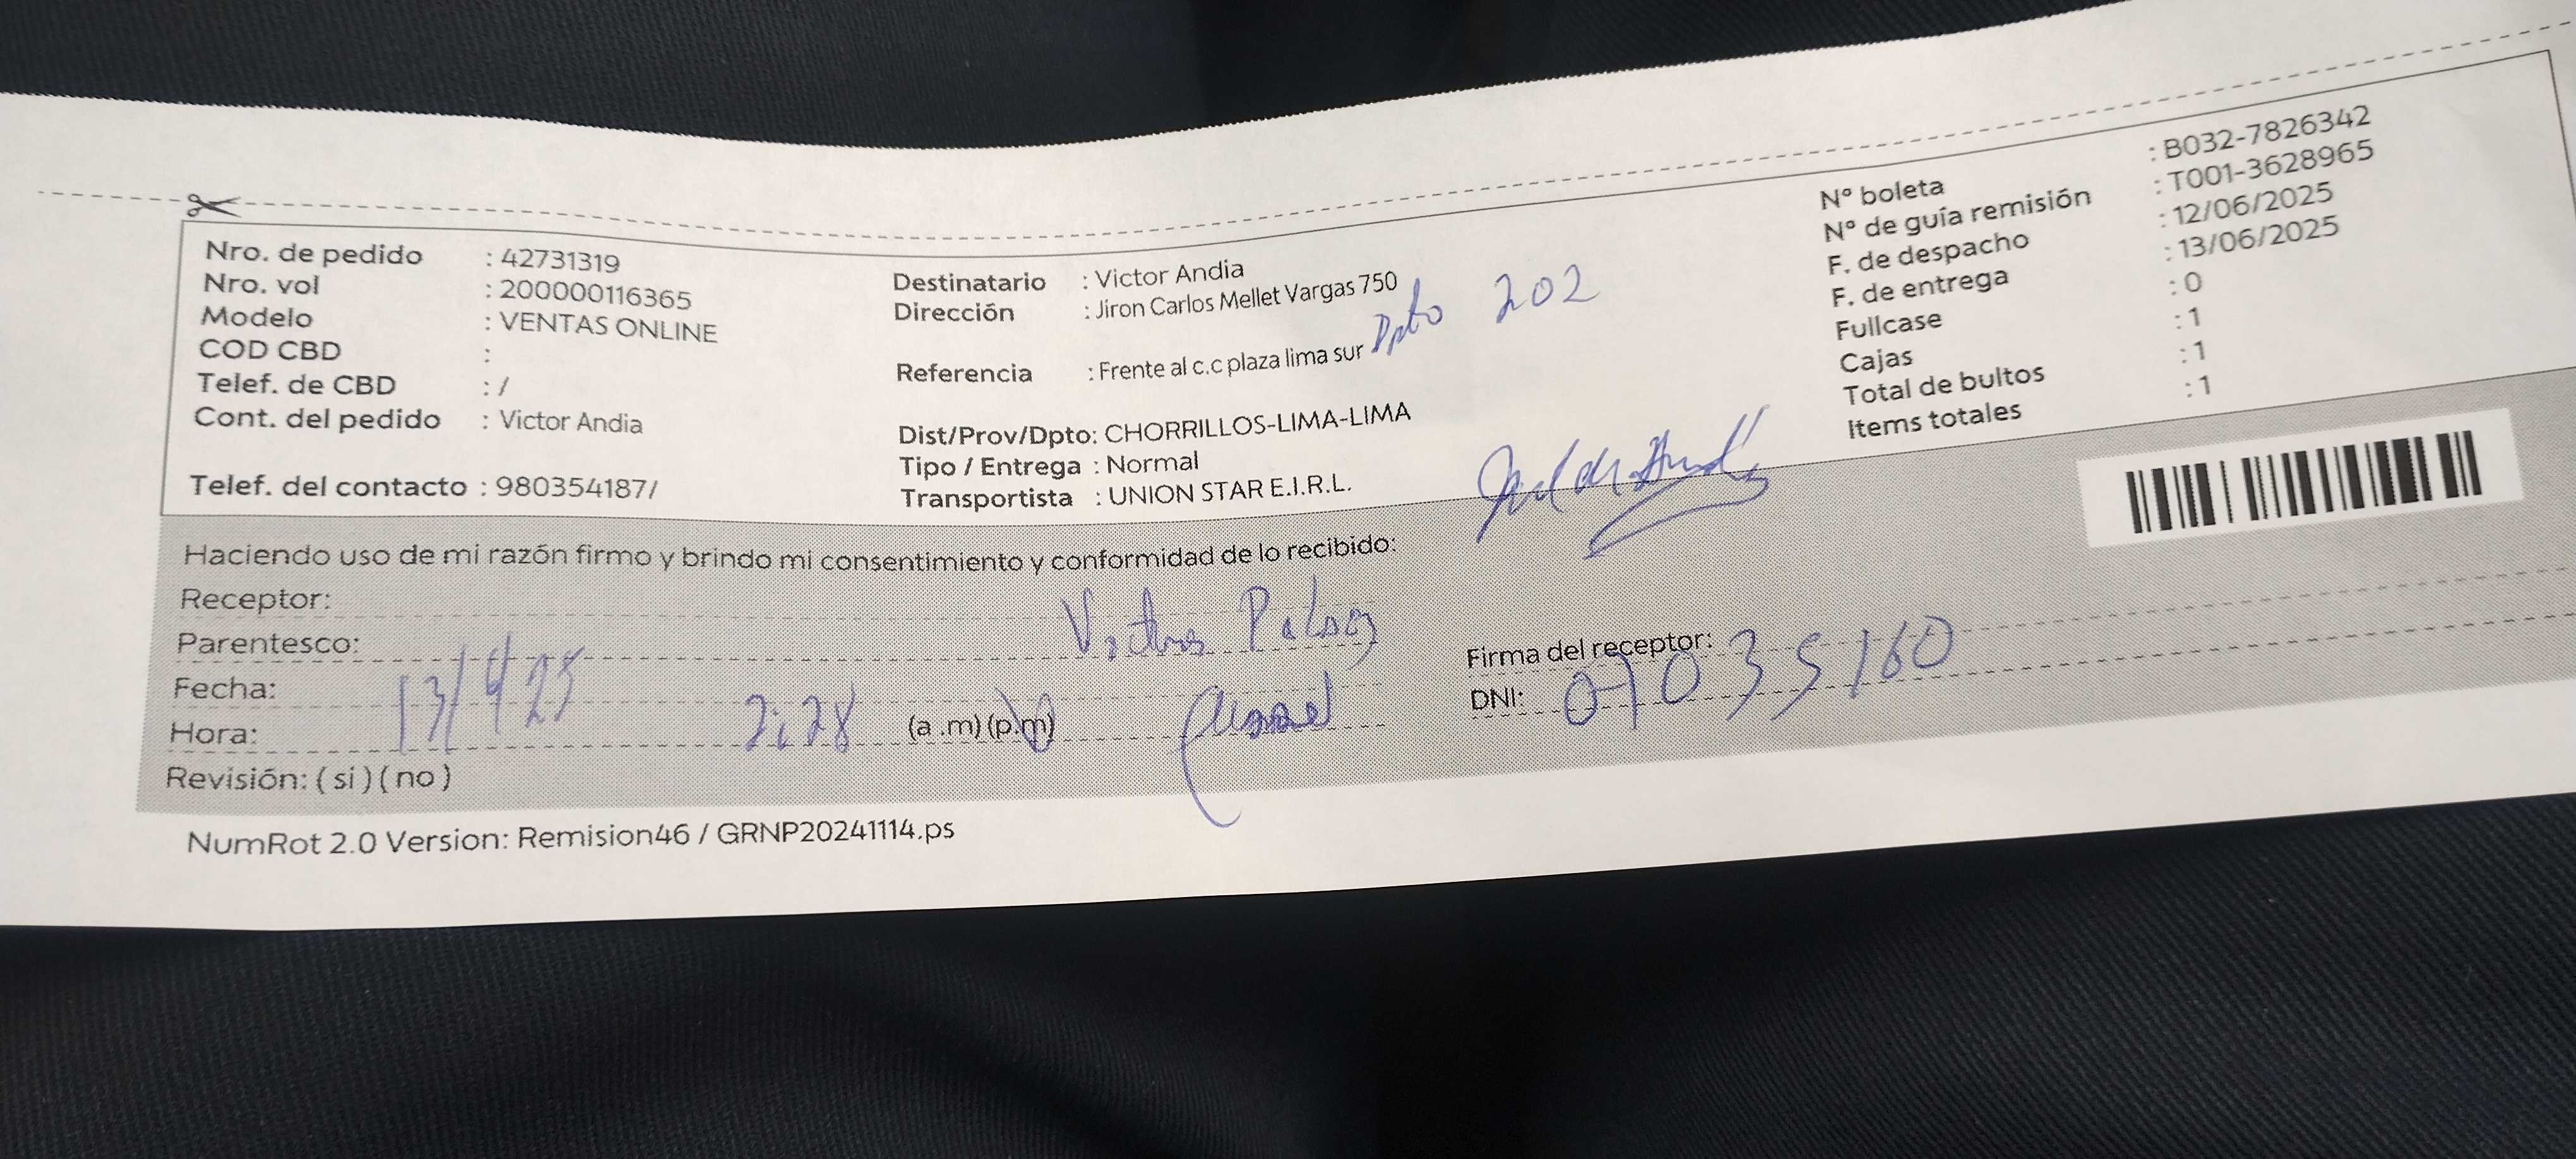 Nro. de pedido : 42731319
Nro. vol : 200000116365
Modelo : VENTAS ONLINE
COD CBD :
Telef. de CBD : /
Cont. del pedido : Victor Andia
Telef. del contacto : 980354187/
Destinatario : Victor Andia
Dirección : Jiron Carlos Mellet Vargas 750
Dpto 202
Referencia : Frente al c.c plaza lima sur
Dist/Prov/Dpto: CHORRILLOS-LIMA-LIMA
Tipo / Entrega : Normal
Transportista : UNION STAR E.I.R.L.
N° boleta : B032-7826342
N° de guía remisión : T001-3628965
F. de despacho : 12/06/2025
F. de entrega : 13/06/2025
Fullcase : 0
Cajas : 1
Total de bultos : 1
Items totales : 1
Haciendo uso de mi razón firmo y brindo mi consentimiento y conformidad de lo recibido:
Receptor:
Parentesco:
Fecha: 13/6/25
Hora: 2:28 (a .m) (p.m)
Revisión: ( si ) ( no )
Firma del receptor:
DNI: 07035160
NumRot 2.0 Version: Remision46 / GRNP20241114.ps